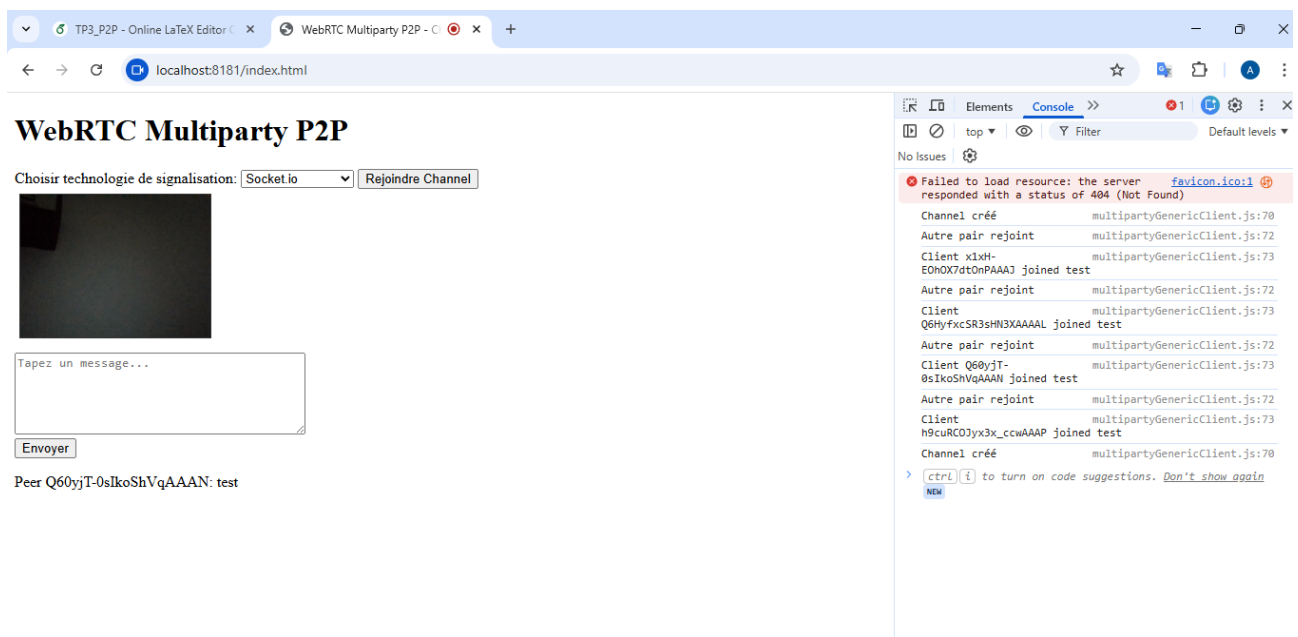 TP3_P2P - Online LaTeX Editor
WebRTC Multiparty P2P - C
localhost:8181/index.html
A
Elements Console
1
top ▼
Filter
Default levels ▼
No Issues
WebRTC Multiparty P2P
Choisir technologie de signalisation: Socket.io Rejoindre Channel
Tapez un message...
Envoyer
Peer Q60yjT-0sIkoShVqAAAN: test
Failed to load resource: the server favicon.ico:1
responded with a status of 404 (Not Found)
Channel créé multipartyGenericClient.js:70
Autre pair rejoint multipartyGenericClient.js:72
Client x1xH- multipartyGenericClient.js:73
EOhOX7dtOnPAAAJ joined test
Autre pair rejoint multipartyGenericClient.js:72
Client multipartyGenericClient.js:73
Q6HyfxcSR3sHN3XAAAAL joined test
Autre pair rejoint multipartyGenericClient.js:72
Client Q60yjT- multipartyGenericClient.js:73
0sIkoShVqAAAN joined test
Autre pair rejoint multipartyGenericClient.js:72
Client multipartyGenericClient.js:73
h9cuRCOJyx3x_ccwAAAP joined test
Channel créé multipartyGenericClient.js:70
ctrl i to turn on code suggestions. Don't show again
NEW